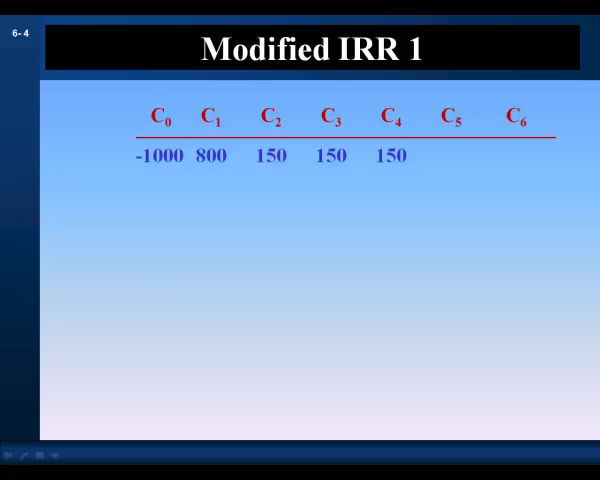 6- 4
Modified IRR 1
C₀ C₁ C₂ C₃ C₄ C₅ C₆
-1000 800 150 150 150